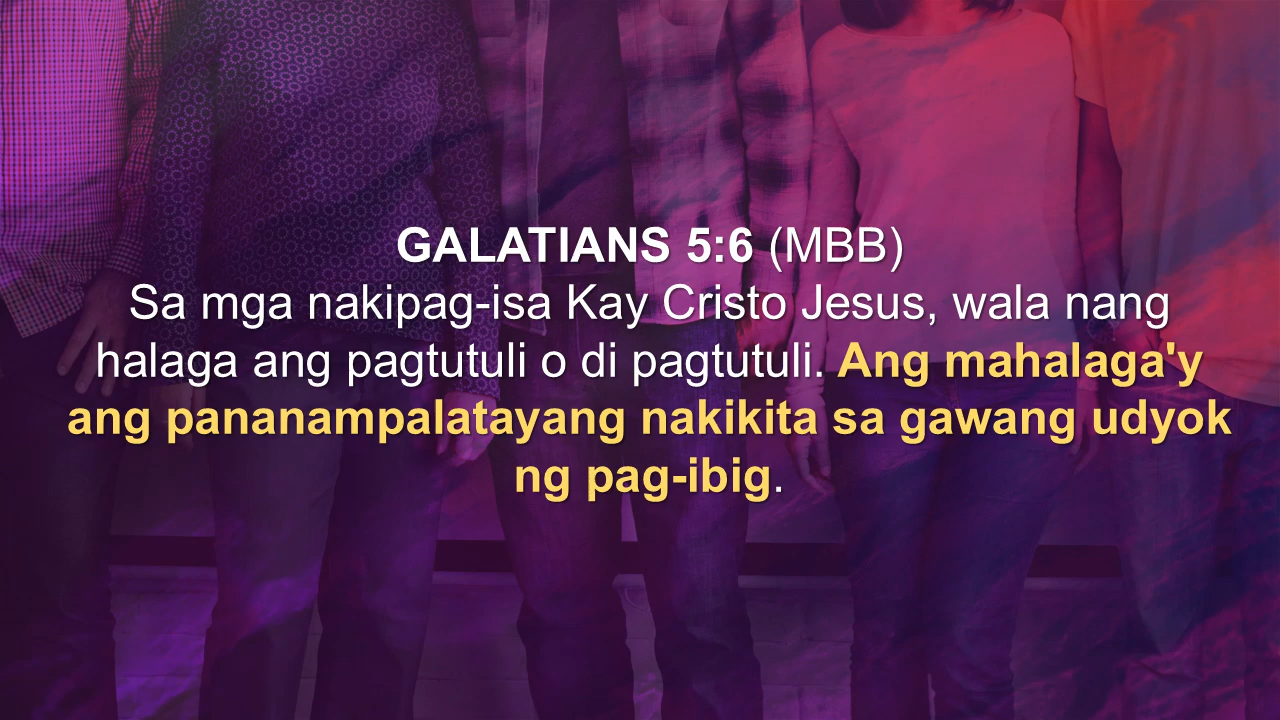 GALATIANS 5:6 (MBB)
Sa mga nakipag-isa Kay Cristo Jesus, wala nang
halaga ang pagtutuli o di pagtutuli. Ang mahalaga'y
ang pananampalatayang nakikita sa gawang udyok
ng pag-ibig.